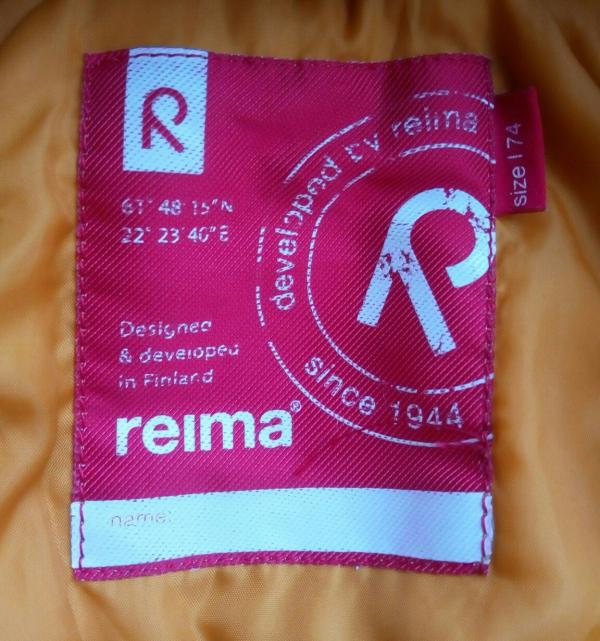 61° 48' 15"N
22° 23' 40"E
Designed
& developed
in Finland
reima®
name:
developed by reima
since 1944
size | 74